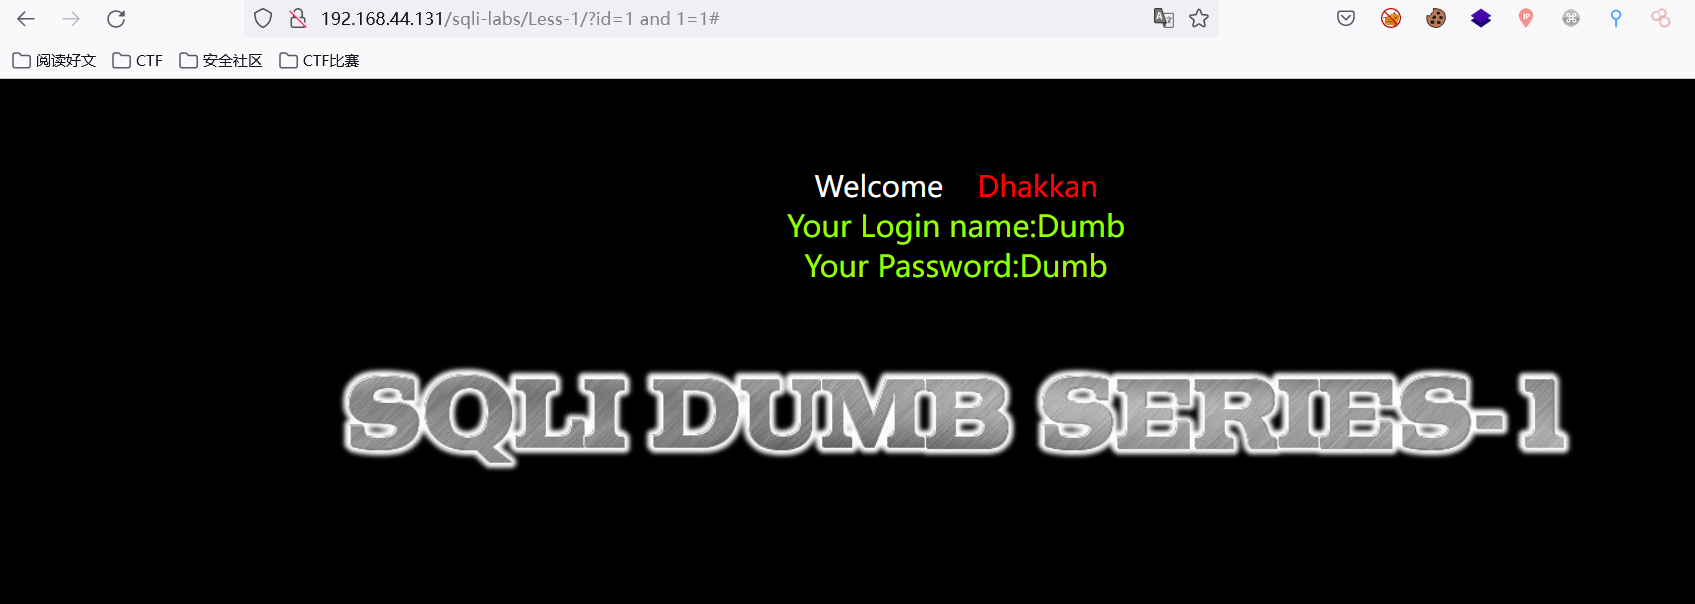 192.168.44.131/sqli-labs/Less-1/?id=1 and 1=1#
阅读好文 CTF 安全社区 CTF比赛
Welcome Dhakkan
Your Login name:Dumb
Your Password:Dumb
SQLI DUMB SERIES-1